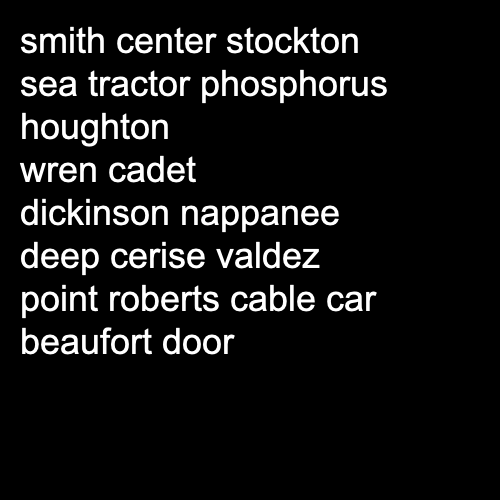 smith center stockton
sea tractor phosphorus
houghton
wren cadet
dickinson nappanee
deep cerise valdez
point roberts cable car
beaufort door